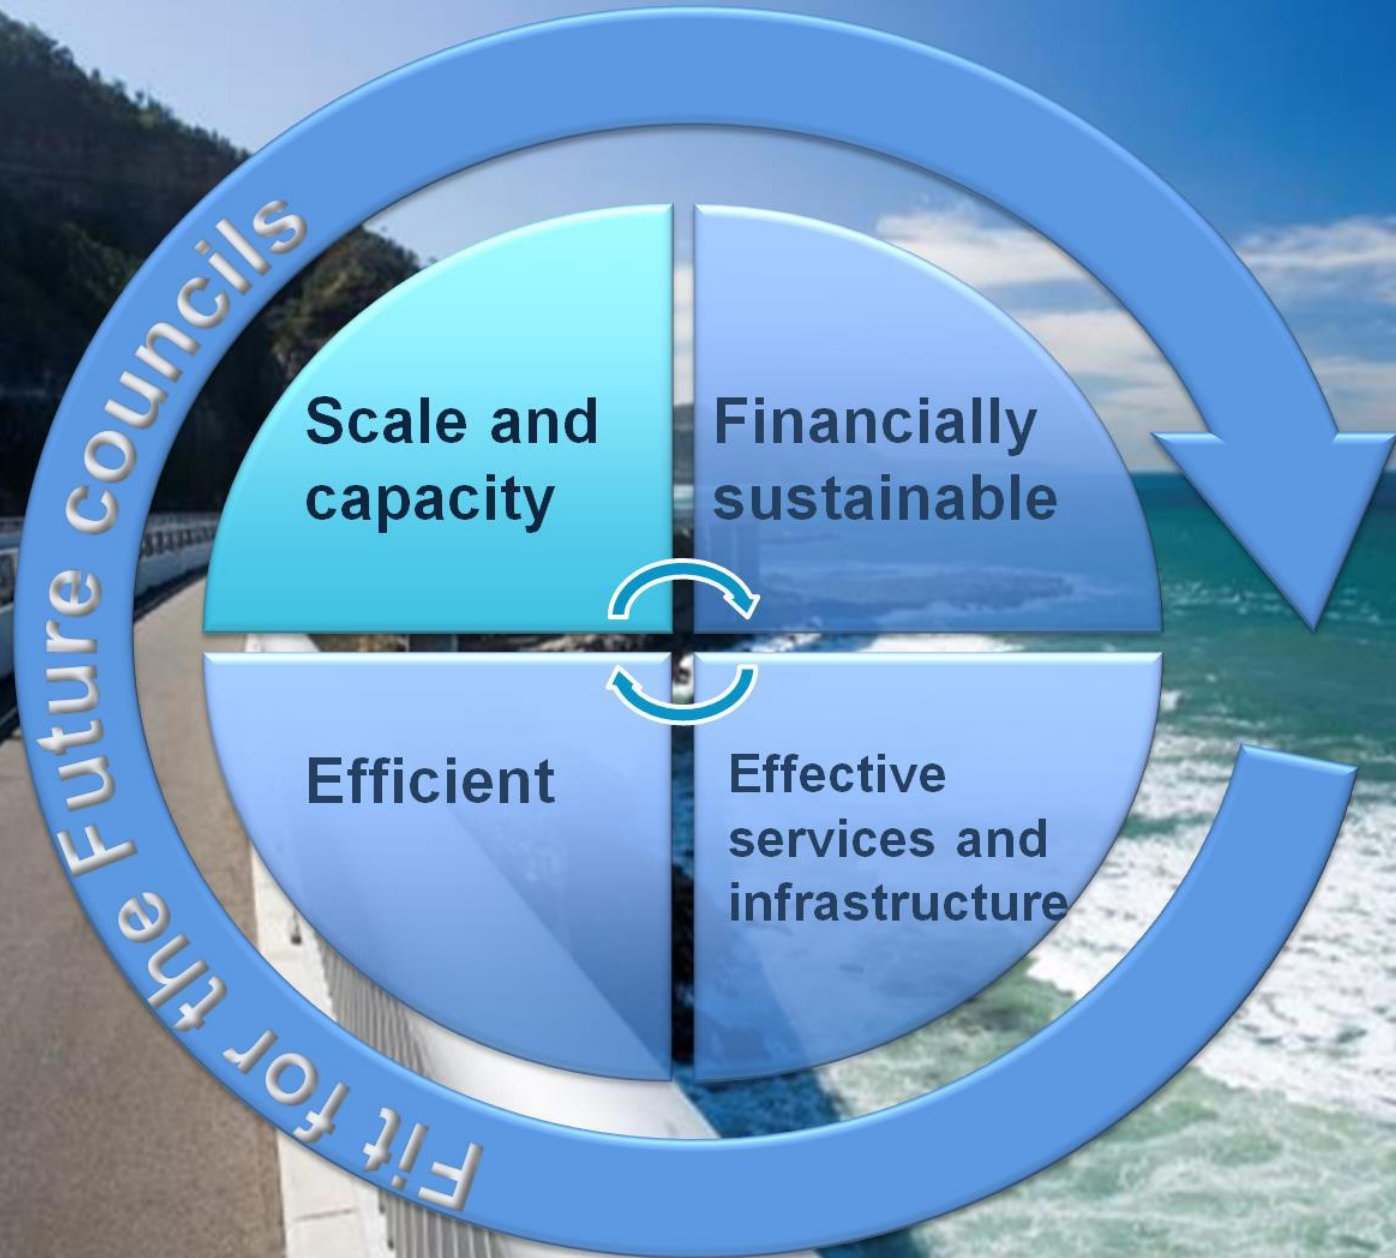 Fit for the Future councils
Scale and
capacity
Financially
sustainable
Efficient
Effective
services and
infrastructure